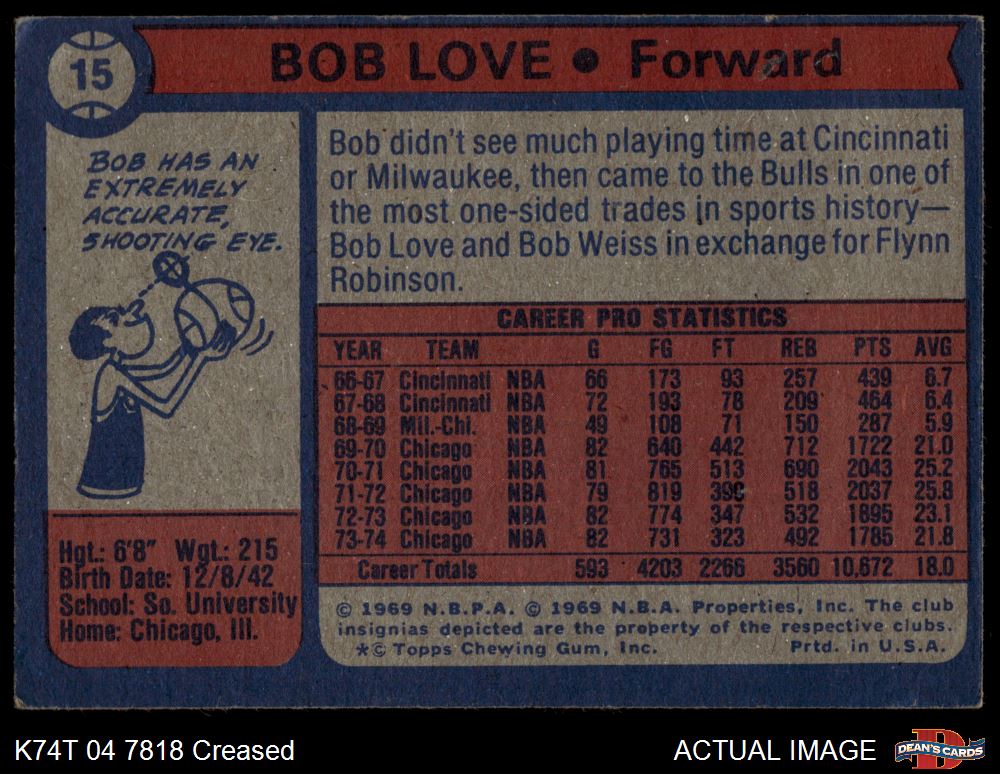 15
BOB LOVE ● Forward
BOB HAS AN
EXTREMELY
ACCURATE,
SHOOTING EYE.
Bob didn't see much playing time at Cincinnati
or Milwaukee, then came to the Bulls in one of
the most one-sided trades in sports history—
Bob Love and Bob Weiss in exchange for Flynn
Robinson.
CAREER PRO STATISTICS
YEAR TEAM G FG FT REB PTS AVG
66-67 Cincinnati NBA 66 173 93 257 439 6.7
67-68 Cincinnati NBA 72 193 78 209 464 6.4
68-69 Mil.-Chi. NBA 49 108 71 150 287 5.9
69-70 Chicago NBA 82 640 442 712 1722 21.0
70-71 Chicago NBA 81 765 513 690 2043 25.2
71-72 Chicago NBA 79 819 399 518 2037 25.8
72-73 Chicago NBA 82 774 347 532 1895 23.1
73-74 Chicago NBA 82 731 323 492 1785 21.8
Career Totals 593 4203 2266 3560 10,672 18.0
Hgt.: 6'8" Wgt.: 215
Birth Date: 12/8/42
School: So. University
Home: Chicago, Ill.
© 1969 N.B.P.A. © 1969 N.B.A. Properties, Inc. The club
insignias depicted are the property of the respective clubs.
*© Topps Chewing Gum, Inc. Prtd. in U.S.A.
K74T 04 7818 Creased
ACTUAL IMAGE
D
DEAN'S CARDS